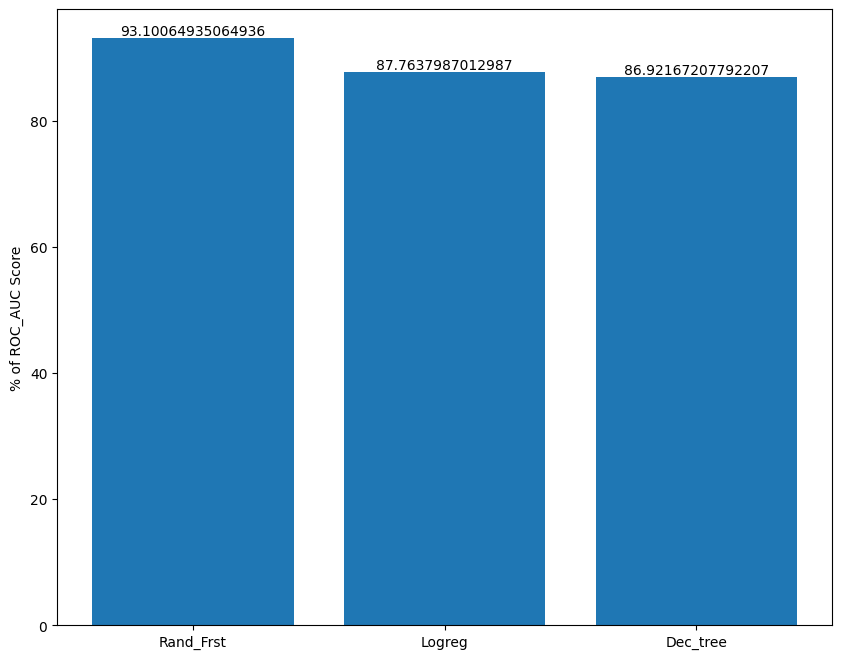 93.10064935064936
87.7637987012987
86.92167207792207
80
60
40
20
0
% of ROC_AUC Score
Rand_Frst
Logreg
Dec_tree